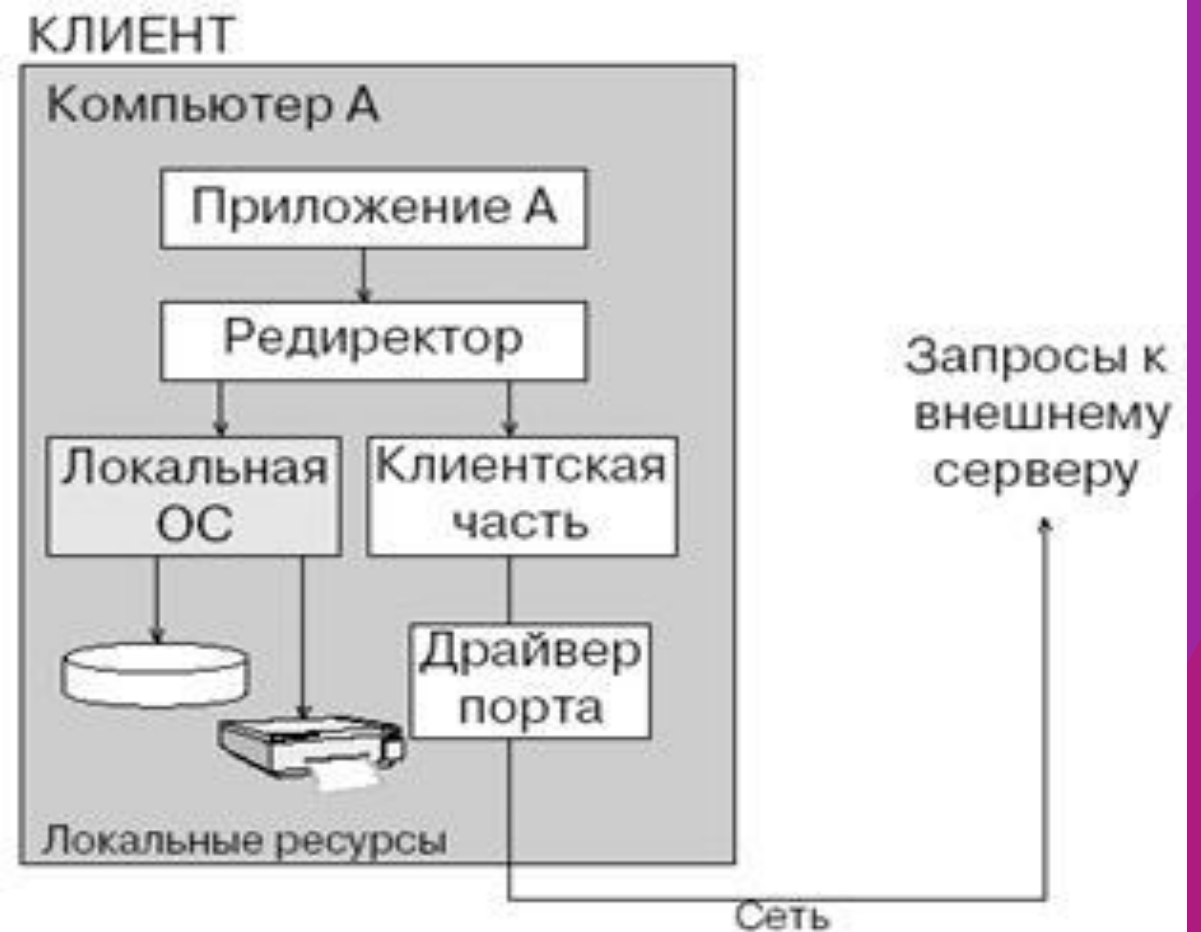 КЛИЕНТ
Компьютер А
Приложение А
Редиректор
Локальная
ОС
Клиентская
часть
Драйвер
порта
Локальные ресурсы
Запросы к
внешнему
серверу
Сеть